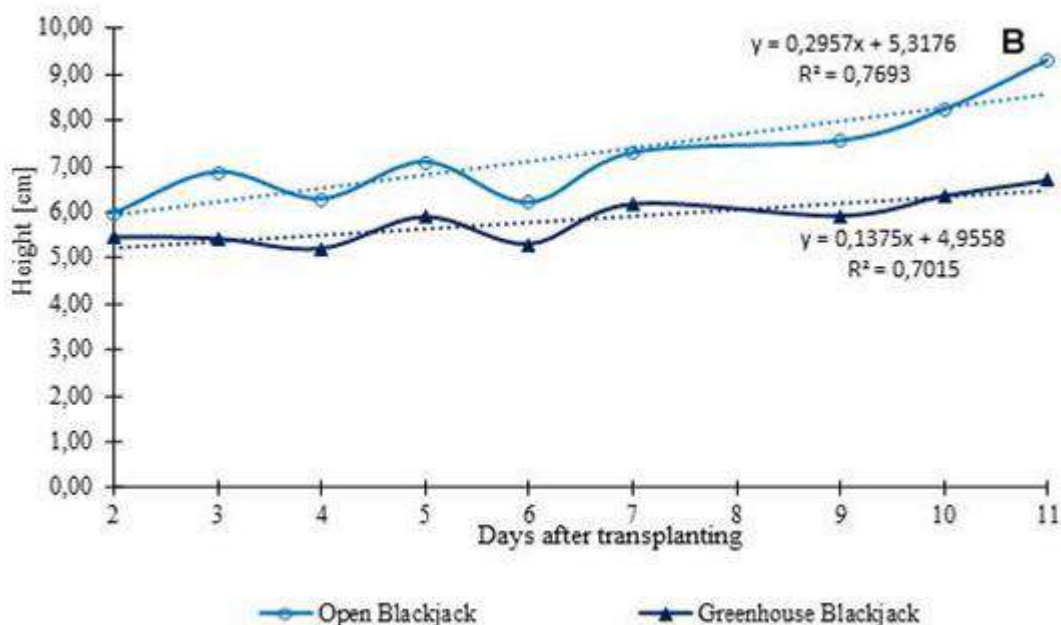 10,00
9,00
8,00
7,00
6,00
5,00
4,00
3,00
2,00
1,00
0,00
Height [cm]
y = 0,2957x + 5,3176
R² = 0,7693
B
y = 0,1375x + 4,9558
R² = 0,7015
2 3 4 5 6 7 8 9 10 11
Days after transplanting
Open Blackjack Greenhouse Blackjack